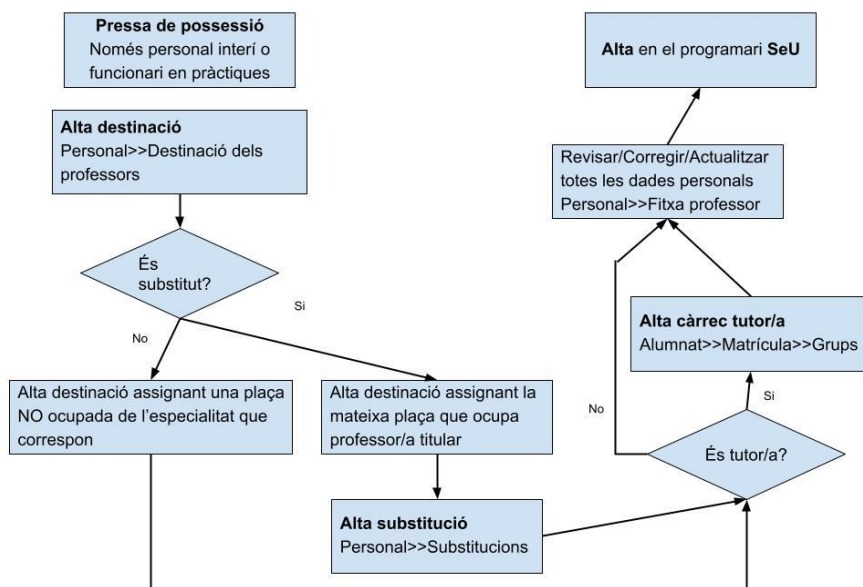 Pressa de possessió
Només personal interí o
funcionari en pràctiques
Alta en el programari SeU
Alta destinació
Personal>>Destinació dels
professors
Revisar/Corregir/Actualitzar
totes les dades personals
Personal>>Fitxa professor
És
substitut?
Si
No
Alta càrrec tutor/a
Alumnat>>Matrícula>>Grups
Alta destinació assignant una plaça
NO ocupada de l'especialitat que
correspon
Alta destinació assignant la
mateixa plaça que ocupa
professor/a titular
No
Si
És tutor/a?
Alta substitució
Personal>>Substitucions